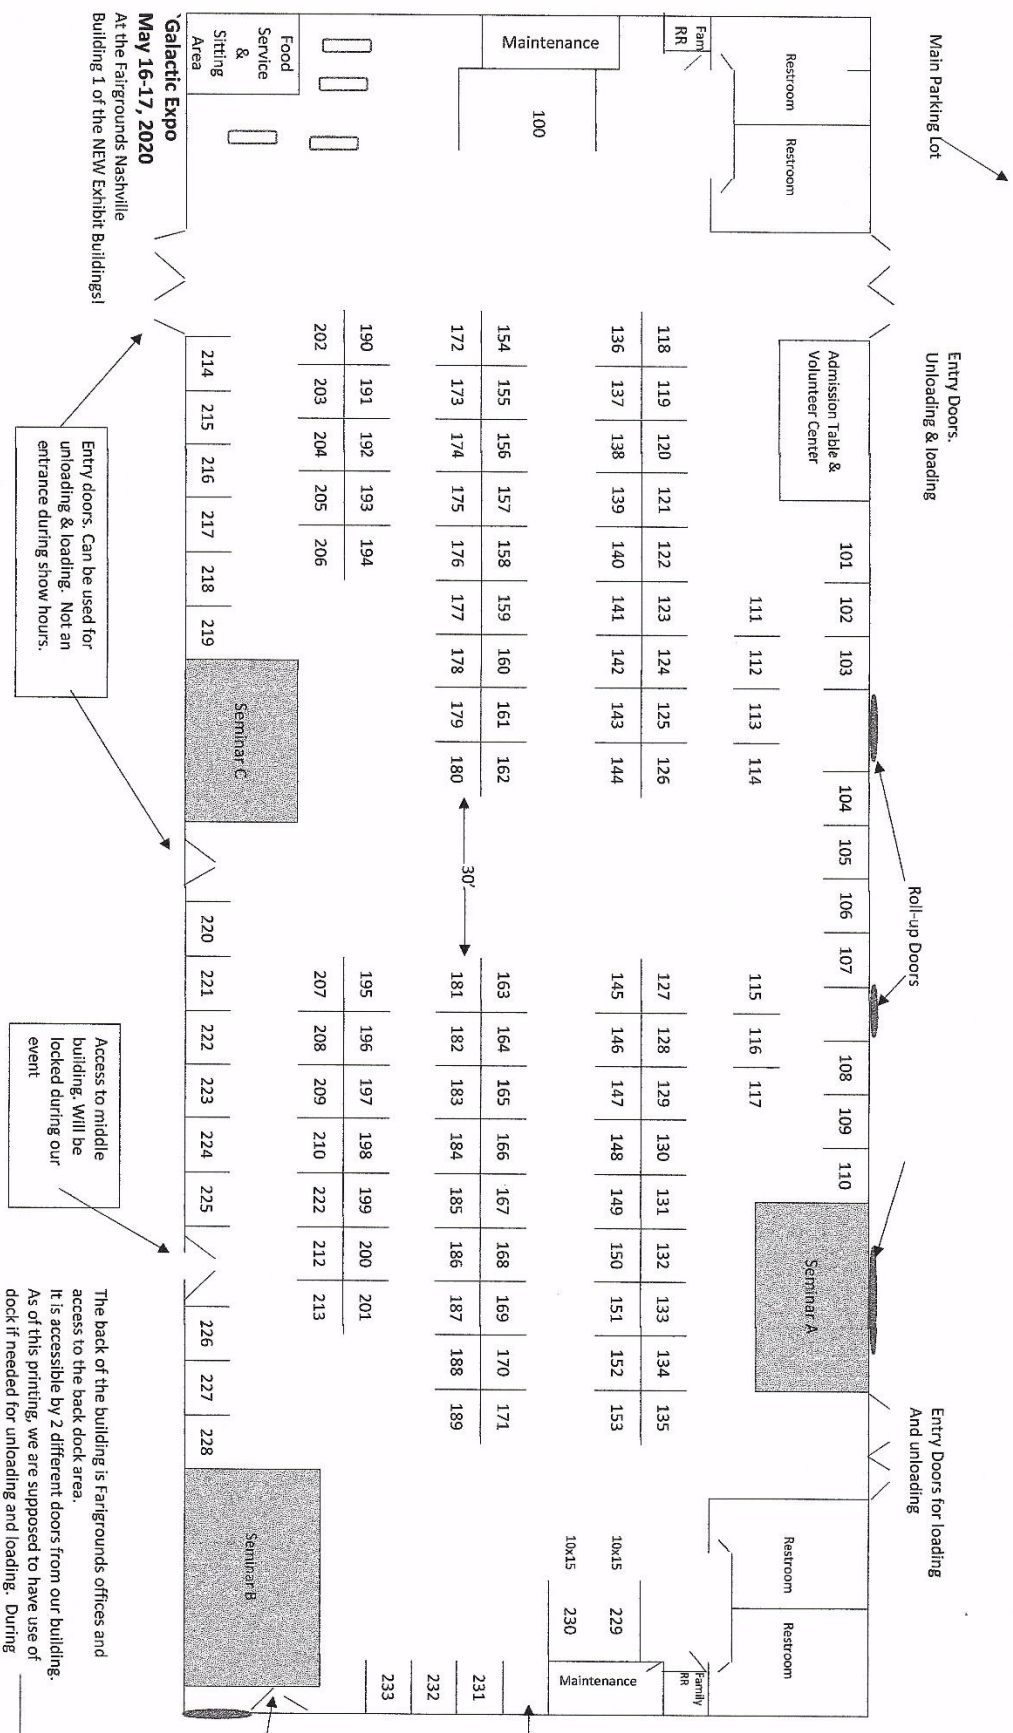 Main Parking Lot
Entry Doors.
Unloading & loading
Roll-up Doors
Entry Doors for loading
And unloading
Restroom
Restroom
Admission Table &
Volunteer Center
101 102 103 104 105 106 107 108 109 110
Seminar A
Restroom
Restroom
111 112 113 114 115 116 117
Fam
RR
118 119 120 121 122 123 124 125 126 127 128 129 130 131 132 133 134 135
Family
RR
136 137 138 139 140 141 142 143 144 145 146 147 148 149 150 151 152 153
10x15 229
10x15 230
Maintenance
100
Maintenance
154 155 156 157 158 159 160 161 162 163 164 165 166 167 168 169 170 171
172 173 174 175 176 177 178 179 180 30' 181 182 183 184 185 186 187 188 189
231
232
233
190 191 192 193 194 195 196 197 198 199 200 201
202 203 204 205 206 207 208 209 210 222 212 213
Food
Service
&
Sitting
Area
214 215 216 217 218 219
Seminar C
220 221 222 223 224 225 226 227 228
Seminar B
`Galactic Expo
May 16-17, 2020
At the Fairgrounds Nashville
Building 1 of the NEW Exhibit Buildings!
Entry doors. Can be used for
unloading & loading. Not an
entrance during show hours.
Access to middle
building. Will be
locked during our
event
The back of the building is Farigrounds offices and
access to the back dock area.
It is accessible by 2 different doors from our building.
As of this printing, we are supposed to have use of
dock if needed for unloading and loading. During